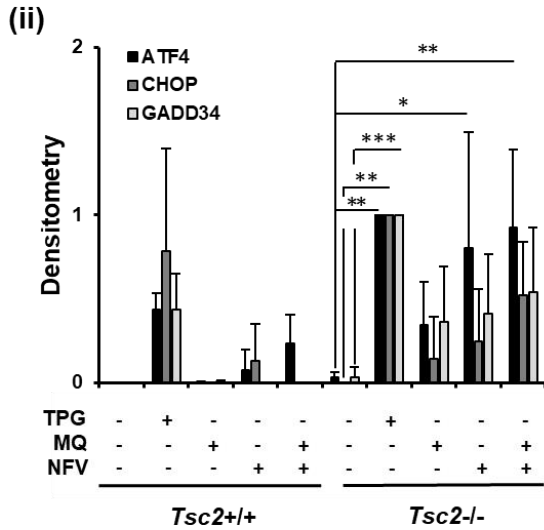 (ii)
2
1
0
Densitometry
ATF4
CHOP
GADD34
**
*
***
**
**
TPG - + - - - - + - - -
MQ - - + - + - - + - +
NFV - - - + + - - - + +
Tsc2+/+ Tsc2-/-